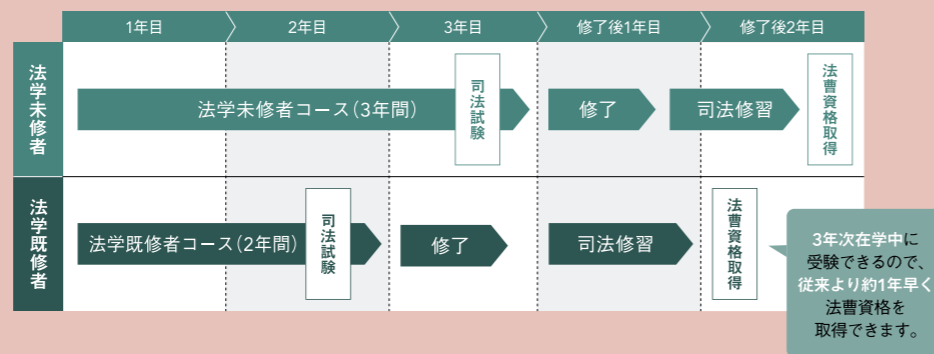 1年目
2年目
3年目
修了後1年目
修了後2年目
法学未修者
法学未修者コース（3年間）
司法試験
修了
司法修習
法曹資格取得
法学既修者
法学既修者コース（2年間）
司法試験
修了
司法修習
法曹資格取得
3年次在学中に
受験できるので、
従来より約1年早く
法曹資格を
取得できます。